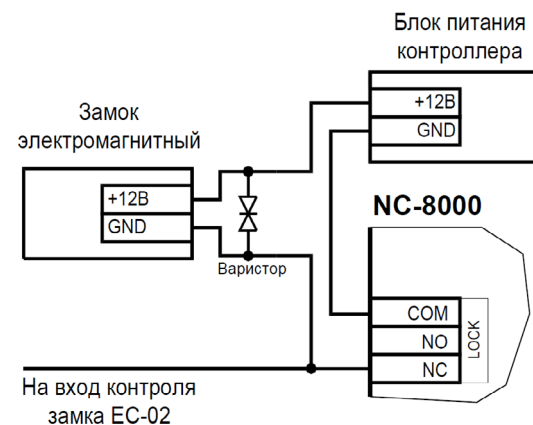 Блок питания
контроллера
+12В
GND
Замок
электромагнитный
+12В
GND
Варистор
NC-8000
COM
NO
NC
LOCK
На вход контроля
замка ЕС-02